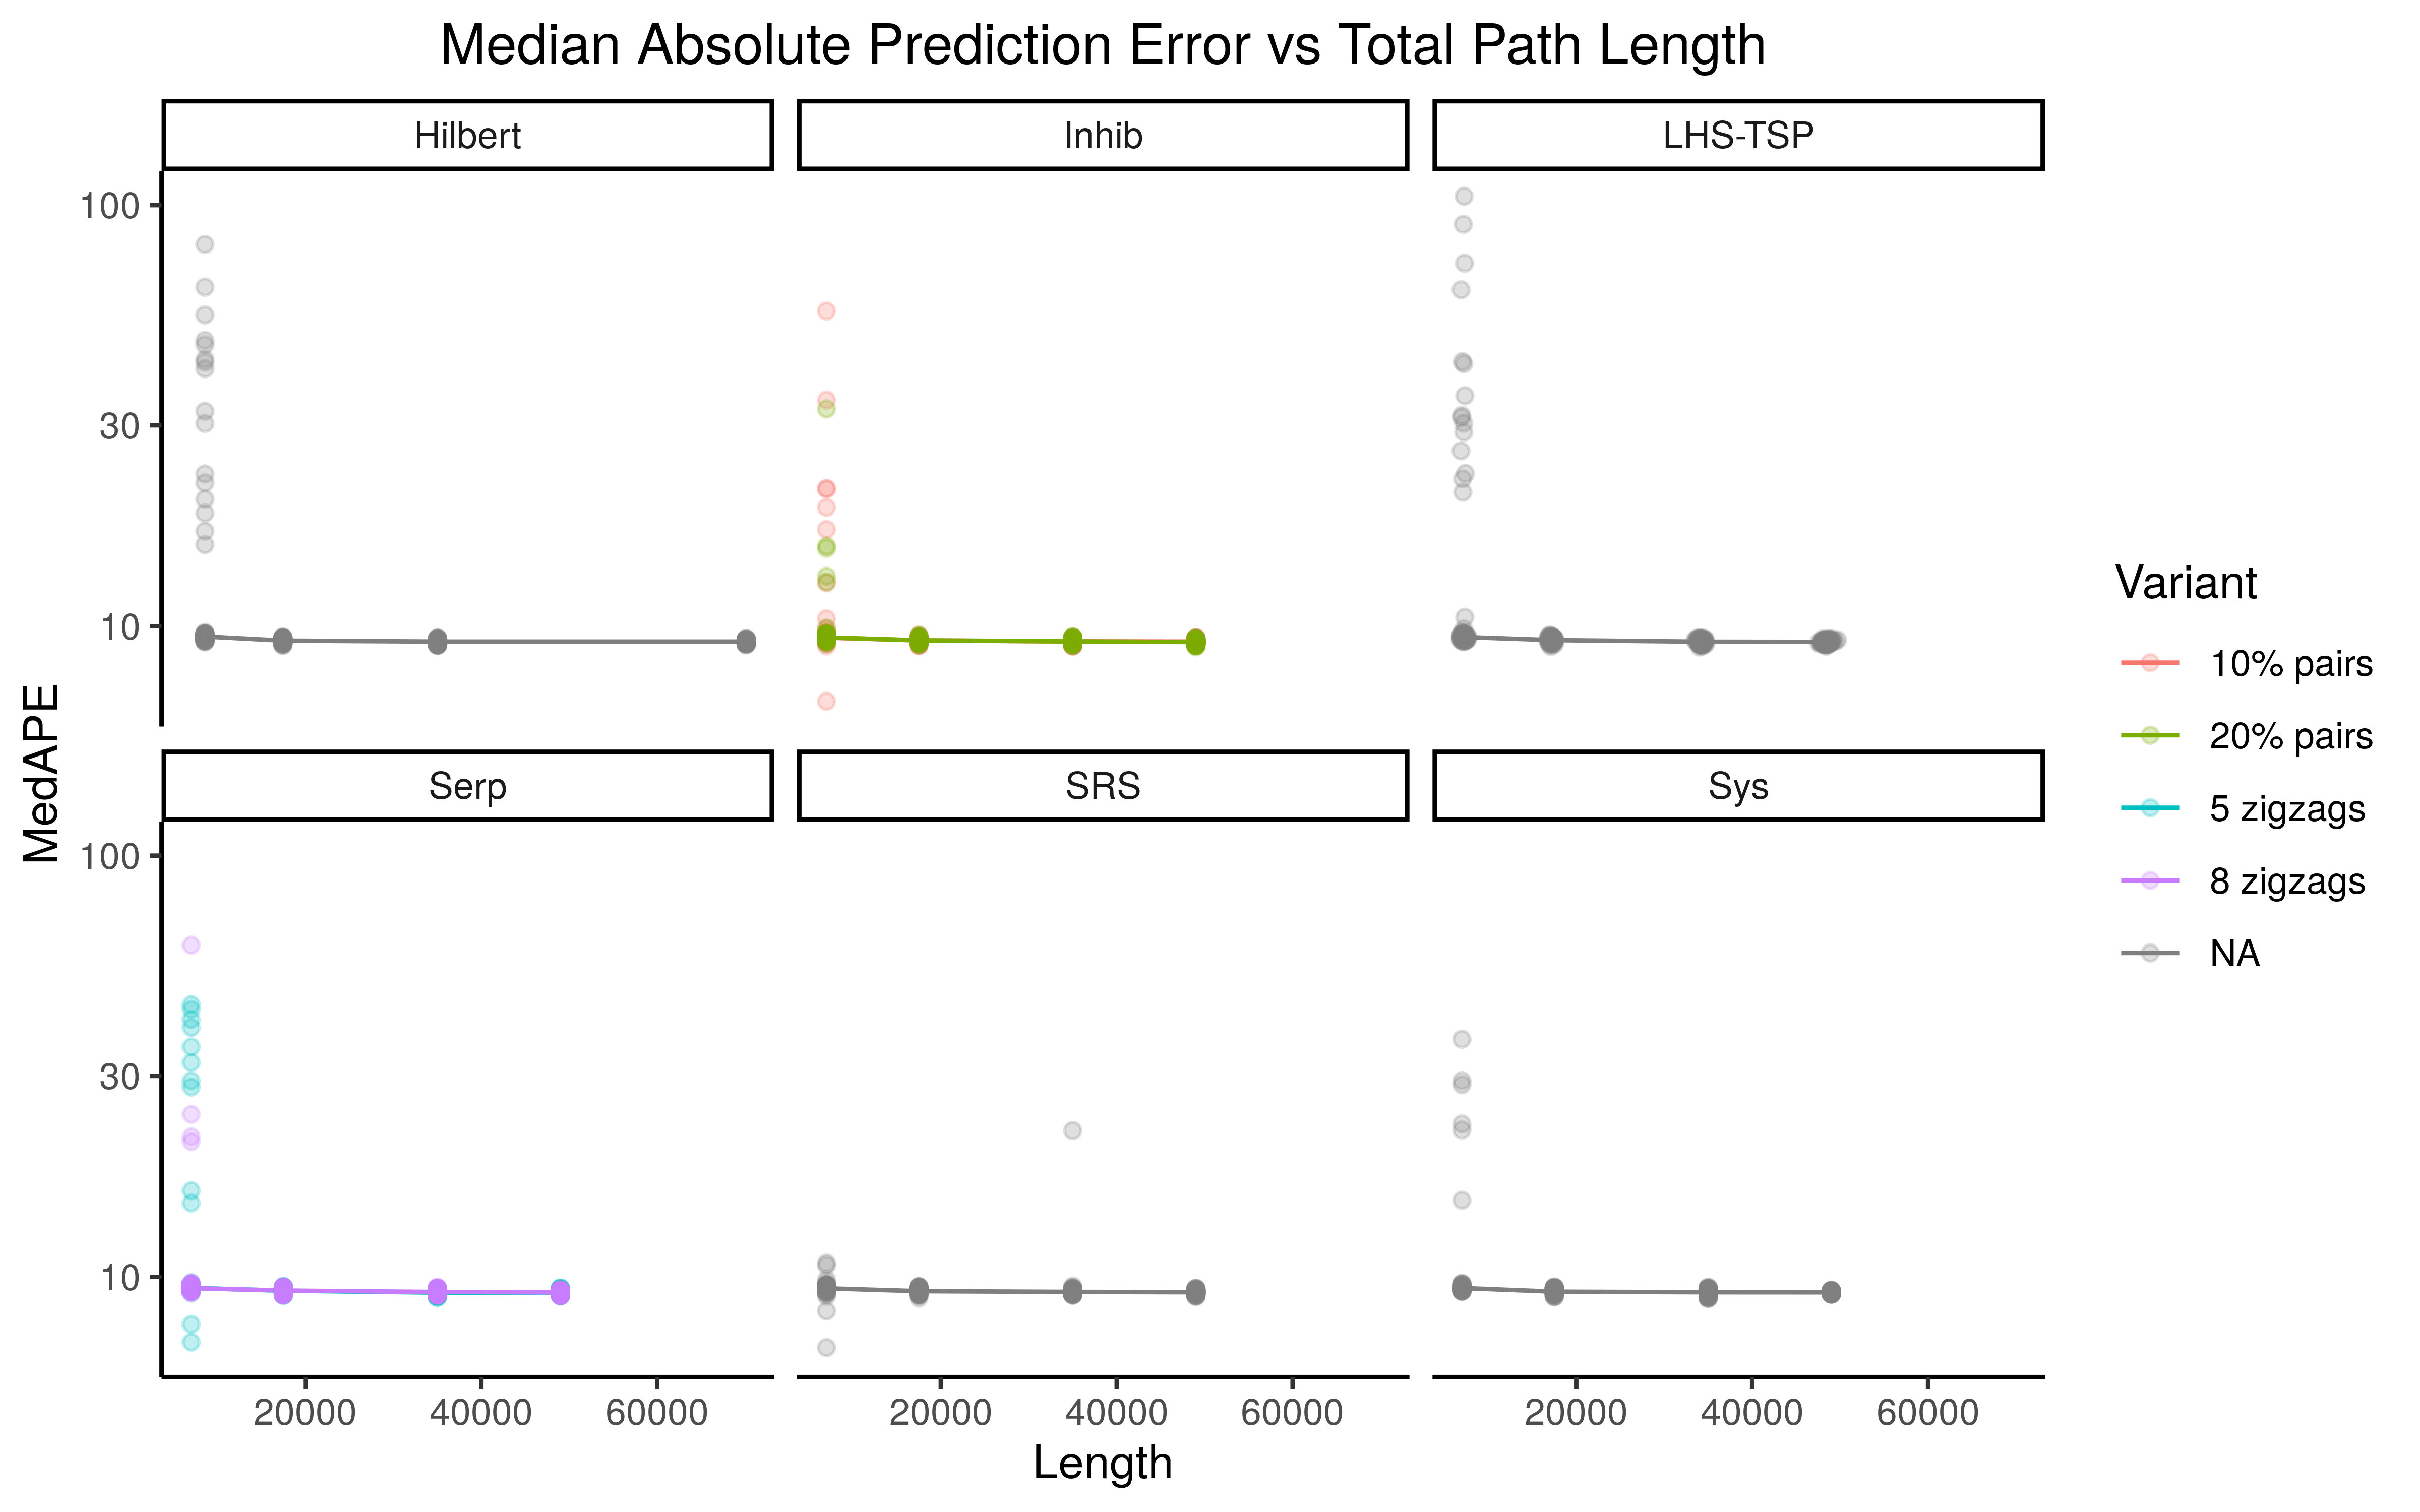 Median Absolute Prediction Error vs Total Path Length
Hilbert
Inhib
LHS-TSP
100
30
10
Serp
SRS
Sys
100
30
10
20000
40000
60000
20000
40000
60000
20000
40000
60000
Length
MedAPE
Variant
10% pairs
20% pairs
5 zigzags
8 zigzags
NA